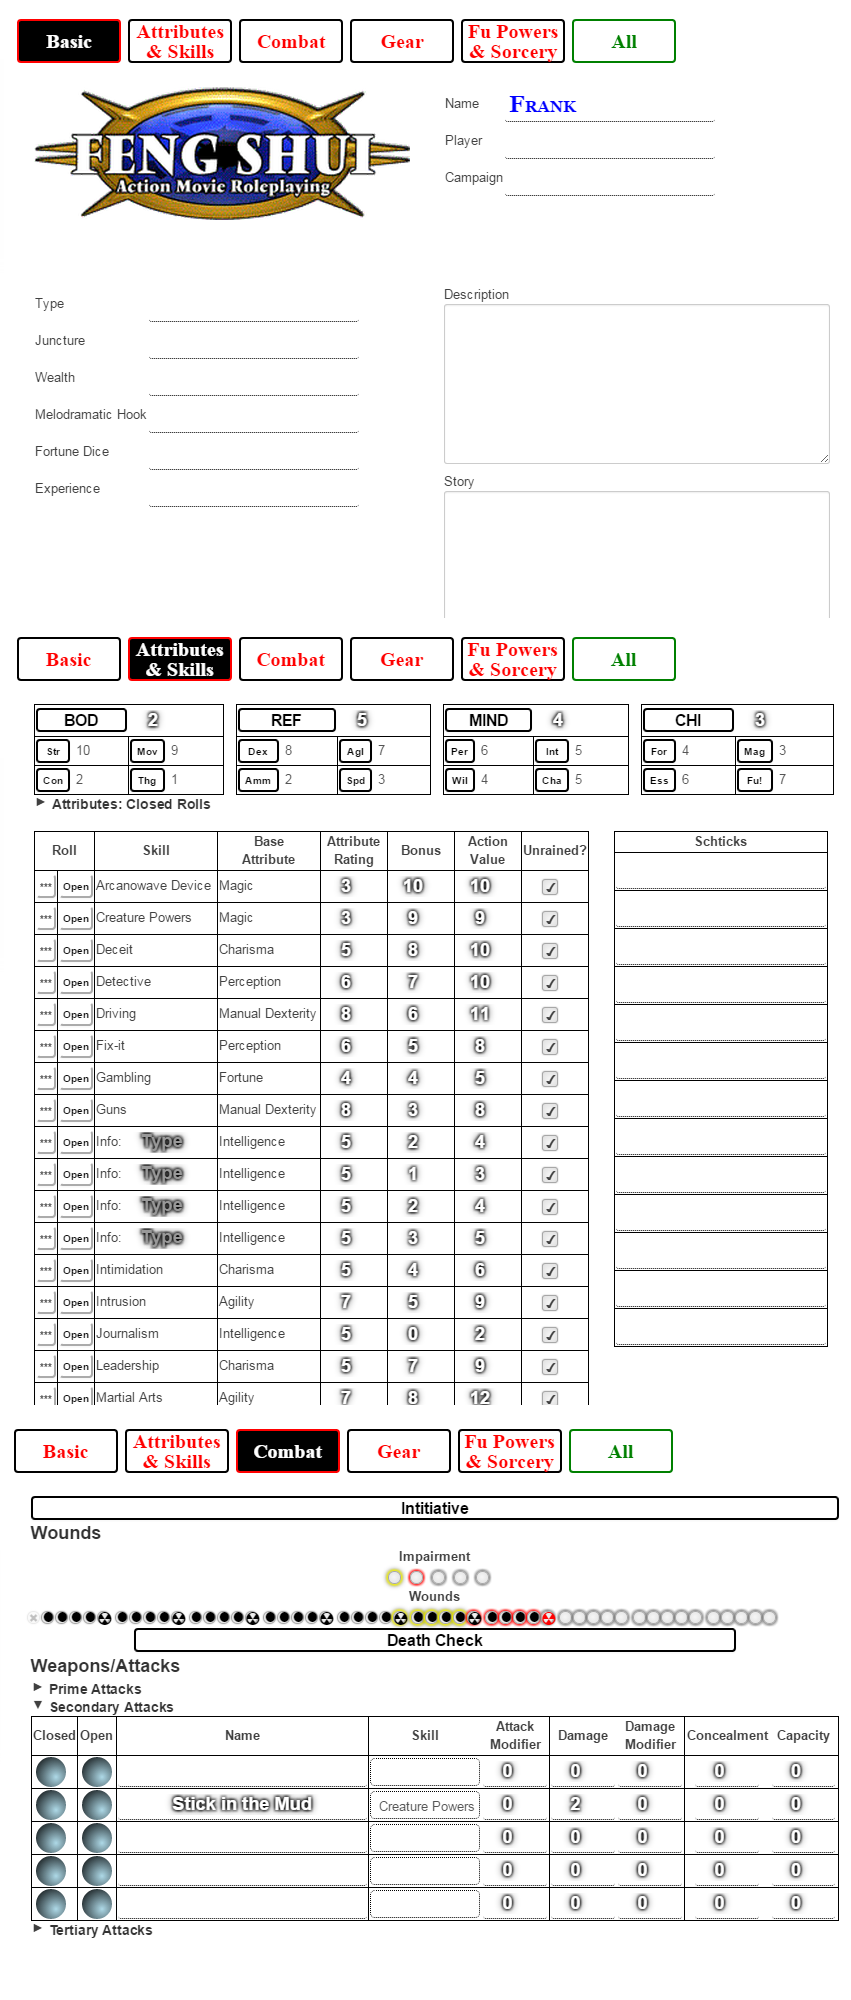 Basic Attributes & Skills Combat Gear Fu Powers & Sorcery All
FENG SHUI
Action Movie Roleplaying
Name Frank
Player
Campaign
Type
Juncture
Wealth
Melodramatic Hook
Fortune Dice
Experience
Description
Story
Basic Attributes & Skills Combat Gear Fu Powers & Sorcery All
BOD 2 REF 5 MIND 4 CHI 3
Str 10 Mov 9 Dex 8 Agl 7 Per 6 Int 5 For 4 Mag 3
Con 2 Thg 1 Amm 2 Spd 3 Wil 4 Cha 5 Ess 6 Fu! 7
Attributes: Closed Rolls
Roll Skill Base Attribute Attribute Rating Bonus Action Value Unrained?
*** Open Arcanowave Device Magic 3 10 10 ✓
*** Open Creature Powers Magic 3 9 9 ✓
*** Open Deceit Charisma 5 8 10 ✓
*** Open Detective Perception 6 7 10 ✓
*** Open Driving Manual Dexterity 8 6 11 ✓
*** Open Fix-it Perception 6 5 8 ✓
*** Open Gambling Fortune 4 4 5 ✓
*** Open Guns Manual Dexterity 8 3 8 ✓
*** Open Info: Type Intelligence 5 2 4 ✓
*** Open Info: Type Intelligence 5 1 3 ✓
*** Open Info: Type Intelligence 5 2 4 ✓
*** Open Info: Type Intelligence 5 3 5 ✓
*** Open Intimidation Charisma 5 4 6 ✓
*** Open Intrusion Agility 7 5 9 ✓
*** Open Journalism Intelligence 5 0 2 ✓
*** Open Leadership Charisma 5 7 9 ✓
*** Open Martial Arts Agility 7 8 12 ✓
Schticks
Basic Attributes & Skills Combat Gear Fu Powers & Sorcery All
Intitiative
Wounds
Impairment
Wounds
Death Check
Weapons/Attacks
Prime Attacks
Secondary Attacks
Closed Open Name Skill Attack Modifier Damage Damage Modifier Concealment Capacity
0 0 0 0 0
Stick in the Mud Creature Powers 0 2 0 0 0
0 0 0 0 0
0 0 0 0 0
0 0 0 0 0
Tertiary Attacks